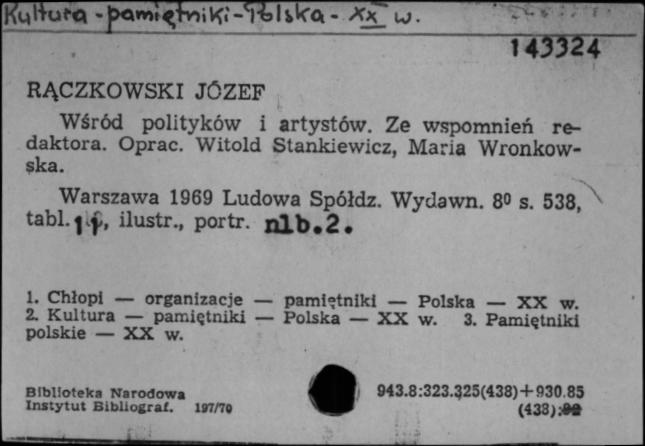 Kultura - pamiętniki - Polska - XX w.
143324
RĄCZKOWSKI JÓZEF
Wśród polityków i artystów. Ze wspomnień re-
daktora. Oprac. Witold Stankiewicz, Maria Wronkow-
ska.
Warszawa 1969 Ludowa Spółdz. Wydawn. 8⁰ s. 538,
tabl. , ilustr., portr. nlb.2.
1. Chłopi — organizacje — pamiętniki — Polska — XX w.
2. Kultura — pamiętniki — Polska — XX w. 3. Pamiętniki
polskie — XX w.
Biblioteka Narodowa
Instytut Bibliograf. 197/70
943.8:323.325(438)+930.85
(438):92